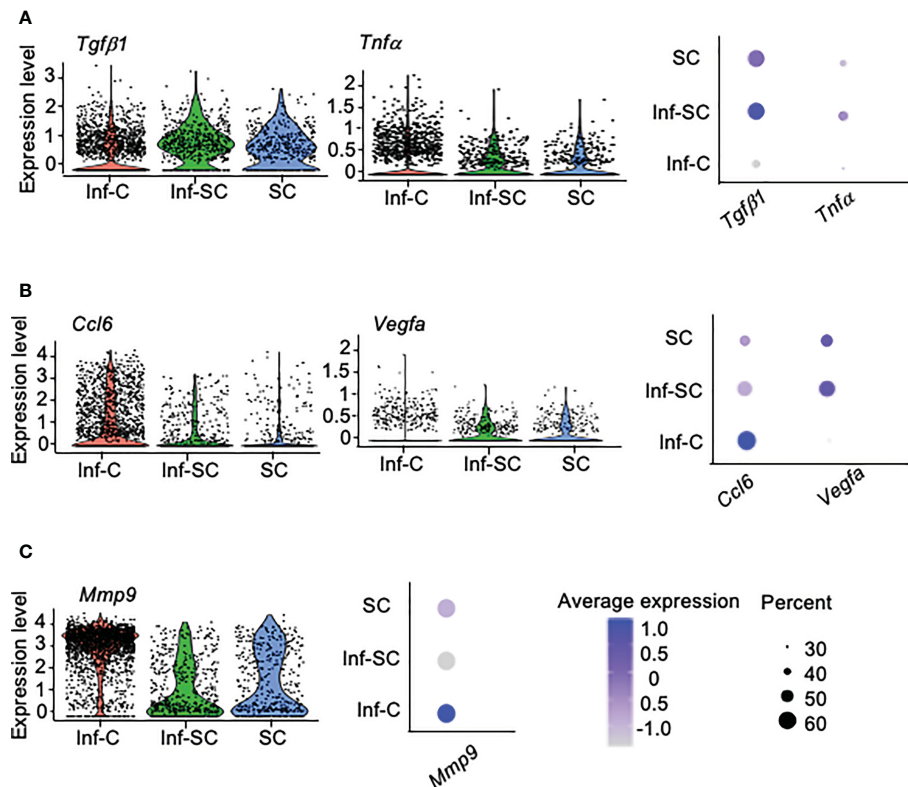 A
Tgfβ1
Tnfα
Expression level
3
2
1
0
Inf-C Inf-SC SC
2
1.5
1
0.5
0
Inf-C Inf-SC SC
SC
Inf-SC
Inf-C
Tgfβ1 Tnfα
B
Ccl6
Vegfa
Expression level
4
3
2
1
0
Inf-C Inf-SC SC
2
1.5
1
0.5
0
Inf-C Inf-SC SC
SC
Inf-SC
Inf-C
Ccl6 Vegfa
C
Mmp9
Expression level
4
3
2
1
0
Inf-C Inf-SC SC
SC
Inf-SC
Inf-C
Mmp9
Average expression
1.0
0.5
0
0.5
-1.0
Percent
30
40
50
60